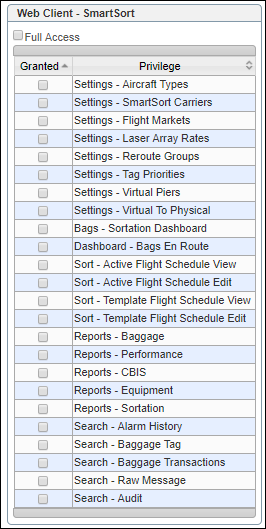 Web Client - SmartSort
Full Access
Granted Privilege
Settings - Aircraft Types
Settings - SmartSort Carriers
Settings - Flight Markets
Settings - Laser Array Rates
Settings - Reroute Groups
Settings - Tag Priorities
Settings - Virtual Piers
Settings - Virtual To Physical
Bags - Sortation Dashboard
Dashboard - Bags En Route
Sort - Active Flight Schedule View
Sort - Active Flight Schedule Edit
Sort - Template Flight Schedule View
Sort - Template Flight Schedule Edit
Reports - Baggage
Reports - Performance
Reports - CBIS
Reports - Equipment
Reports - Sortation
Search - Alarm History
Search - Baggage Tag
Search - Baggage Transactions
Search - Raw Message
Search - Audit